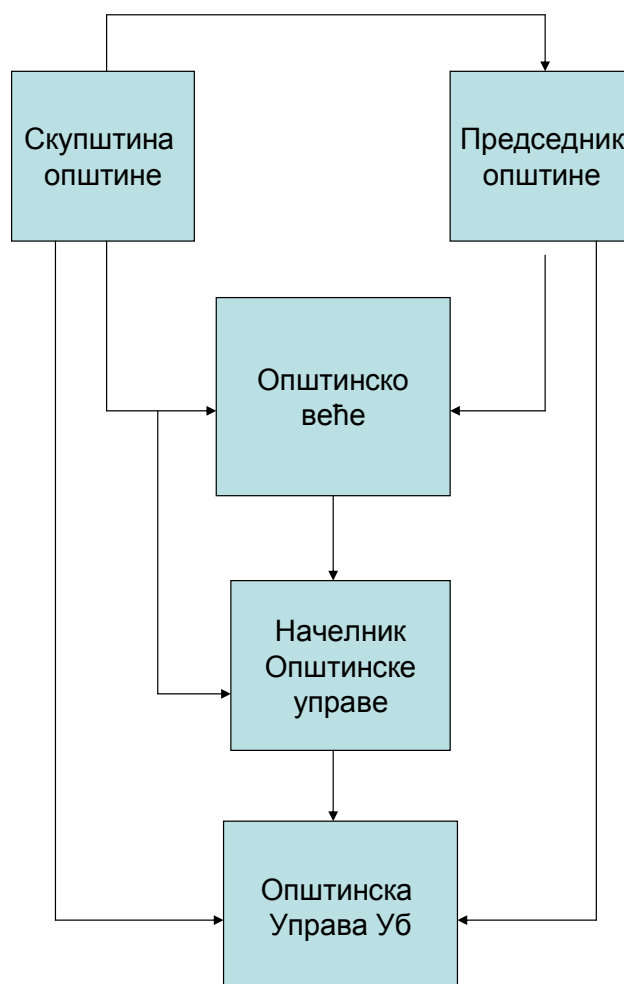 Скупштина
општине
Председник
општине
Општинско
веће
Начелник
Општинске
управе
Општинска
Управа Уб